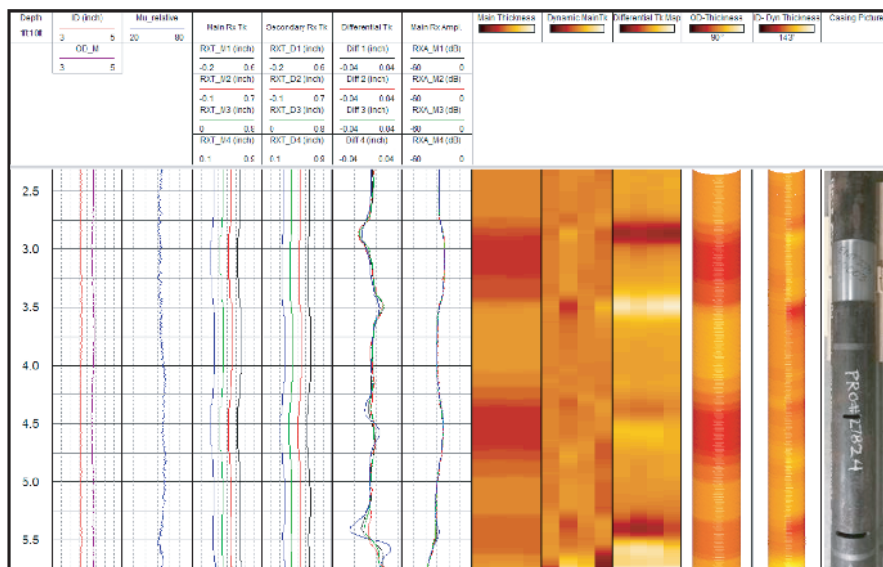 Depth
1ft:10ft
ID (inch)
3 5
OD_M
3 5
Mu_relative
20 80
Main Rx Tk
RXT_M1 (inch)
-0.2 0.6
RXT_M2 (inch)
-0.1 0.7
RXT_M3 (inch)
0 0.8
RXT_M4 (inch)
0.1 0.9
Secondary Rx Tk
RXT_D1 (inch)
-0.2 0.6
RXT_D2 (inch)
-0.1 0.7
RXT_D3 (inch)
0 0.8
RXT_D4 (inch)
0.1 0.9
Differential Tk
Diff 1 (inch)
-0.04 0.04
Diff 2 (inch)
-0.04 0.04
Diff 3 (inch)
-0.04 0.04
Diff 4 (inch)
-0.04 0.04
Main Rx Ampl.
RXA_M1 (dB)
-60 0
RXA_M2 (dB)
-60 0
RXA_M3 (dB)
-60 0
RXA_M4 (dB)
-60 0
Main Thickness
Dynamic MainTk
Differential Tk Map
OD-Thickness
90°
ID- Dyn Thickness
143°
Casing Picture
2.5
3.0
3.5
4.0
4.5
5.0
5.5